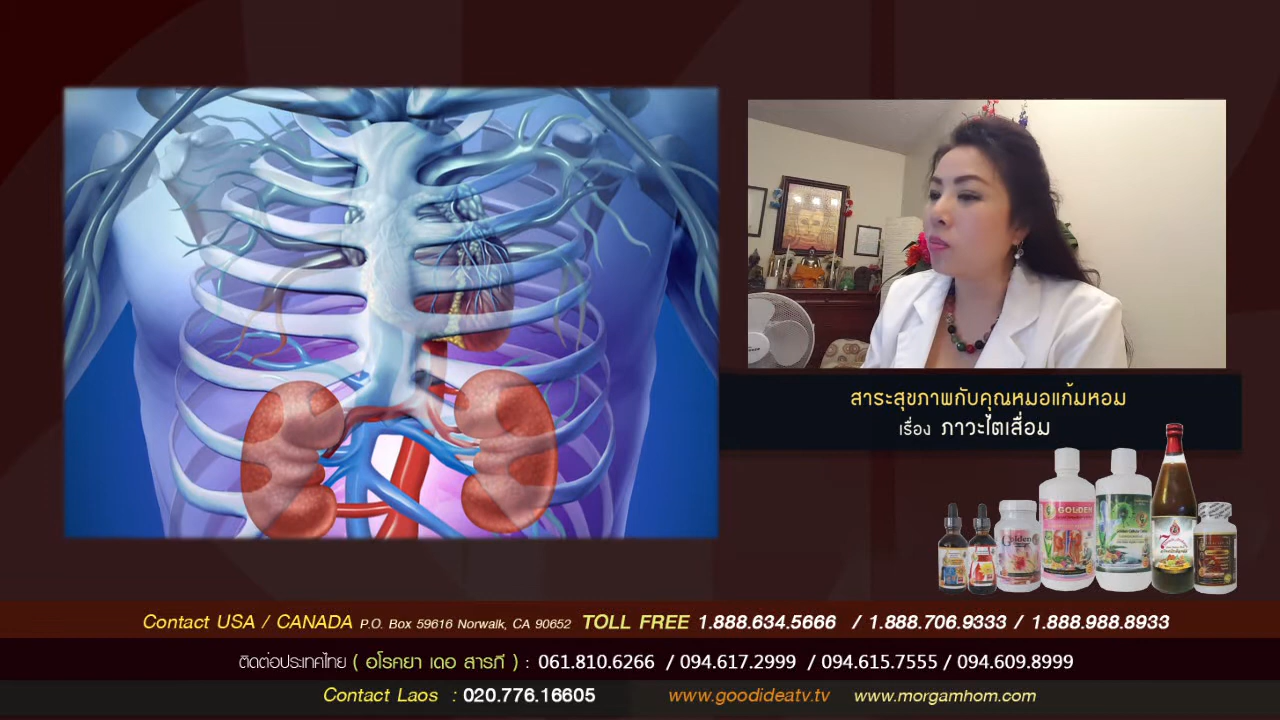 สาระสุขภาพกับคุณหมอแก้มหอม
เรื่อง ภาวะไตเสื่อม
GOLDEN
Golden
7
Contact USA / CANADA P.O. Box 59616 Norwalk, CA 90652 TOLL FREE 1.888.634.5666 / 1.888.706.9333 / 1.888.988.8933
ติดต่อประเทศไทย ( อโรคยา เดอ สารภี ) : 061.810.6266 / 094.617.2999 / 094.615.7555 / 094.609.8999
Contact Laos : 020.776.16605 www.goodideatv.tv www.morgamhom.com